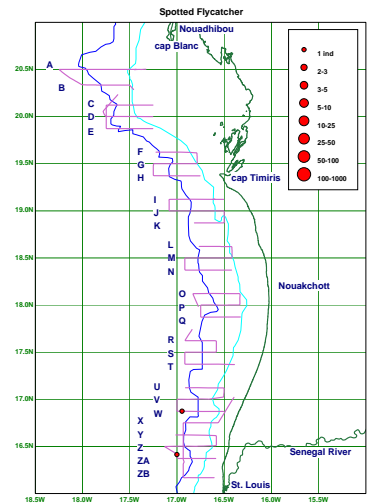 Spotted Flycatcher
Nouadhibou
cap Blanc
1 ind
2-3
3-5
5-10
10-25
25-50
50-100
100-1000
20.5N
A
B
20.0N
C
D
E
19.5N
F
G
H
cap Timiris
19.0N
I
J
K
18.5N
L
M
N
Nouakchott
18.0N
O
P
Q
17.5N
R
S
T
17.0N
U
V
W
X
16.5N
Y
Z
ZA
ZB
Senegal River
St. Louis
18.5W 18.0W 17.5W 17.0W 16.5W 16.0W 15.5W